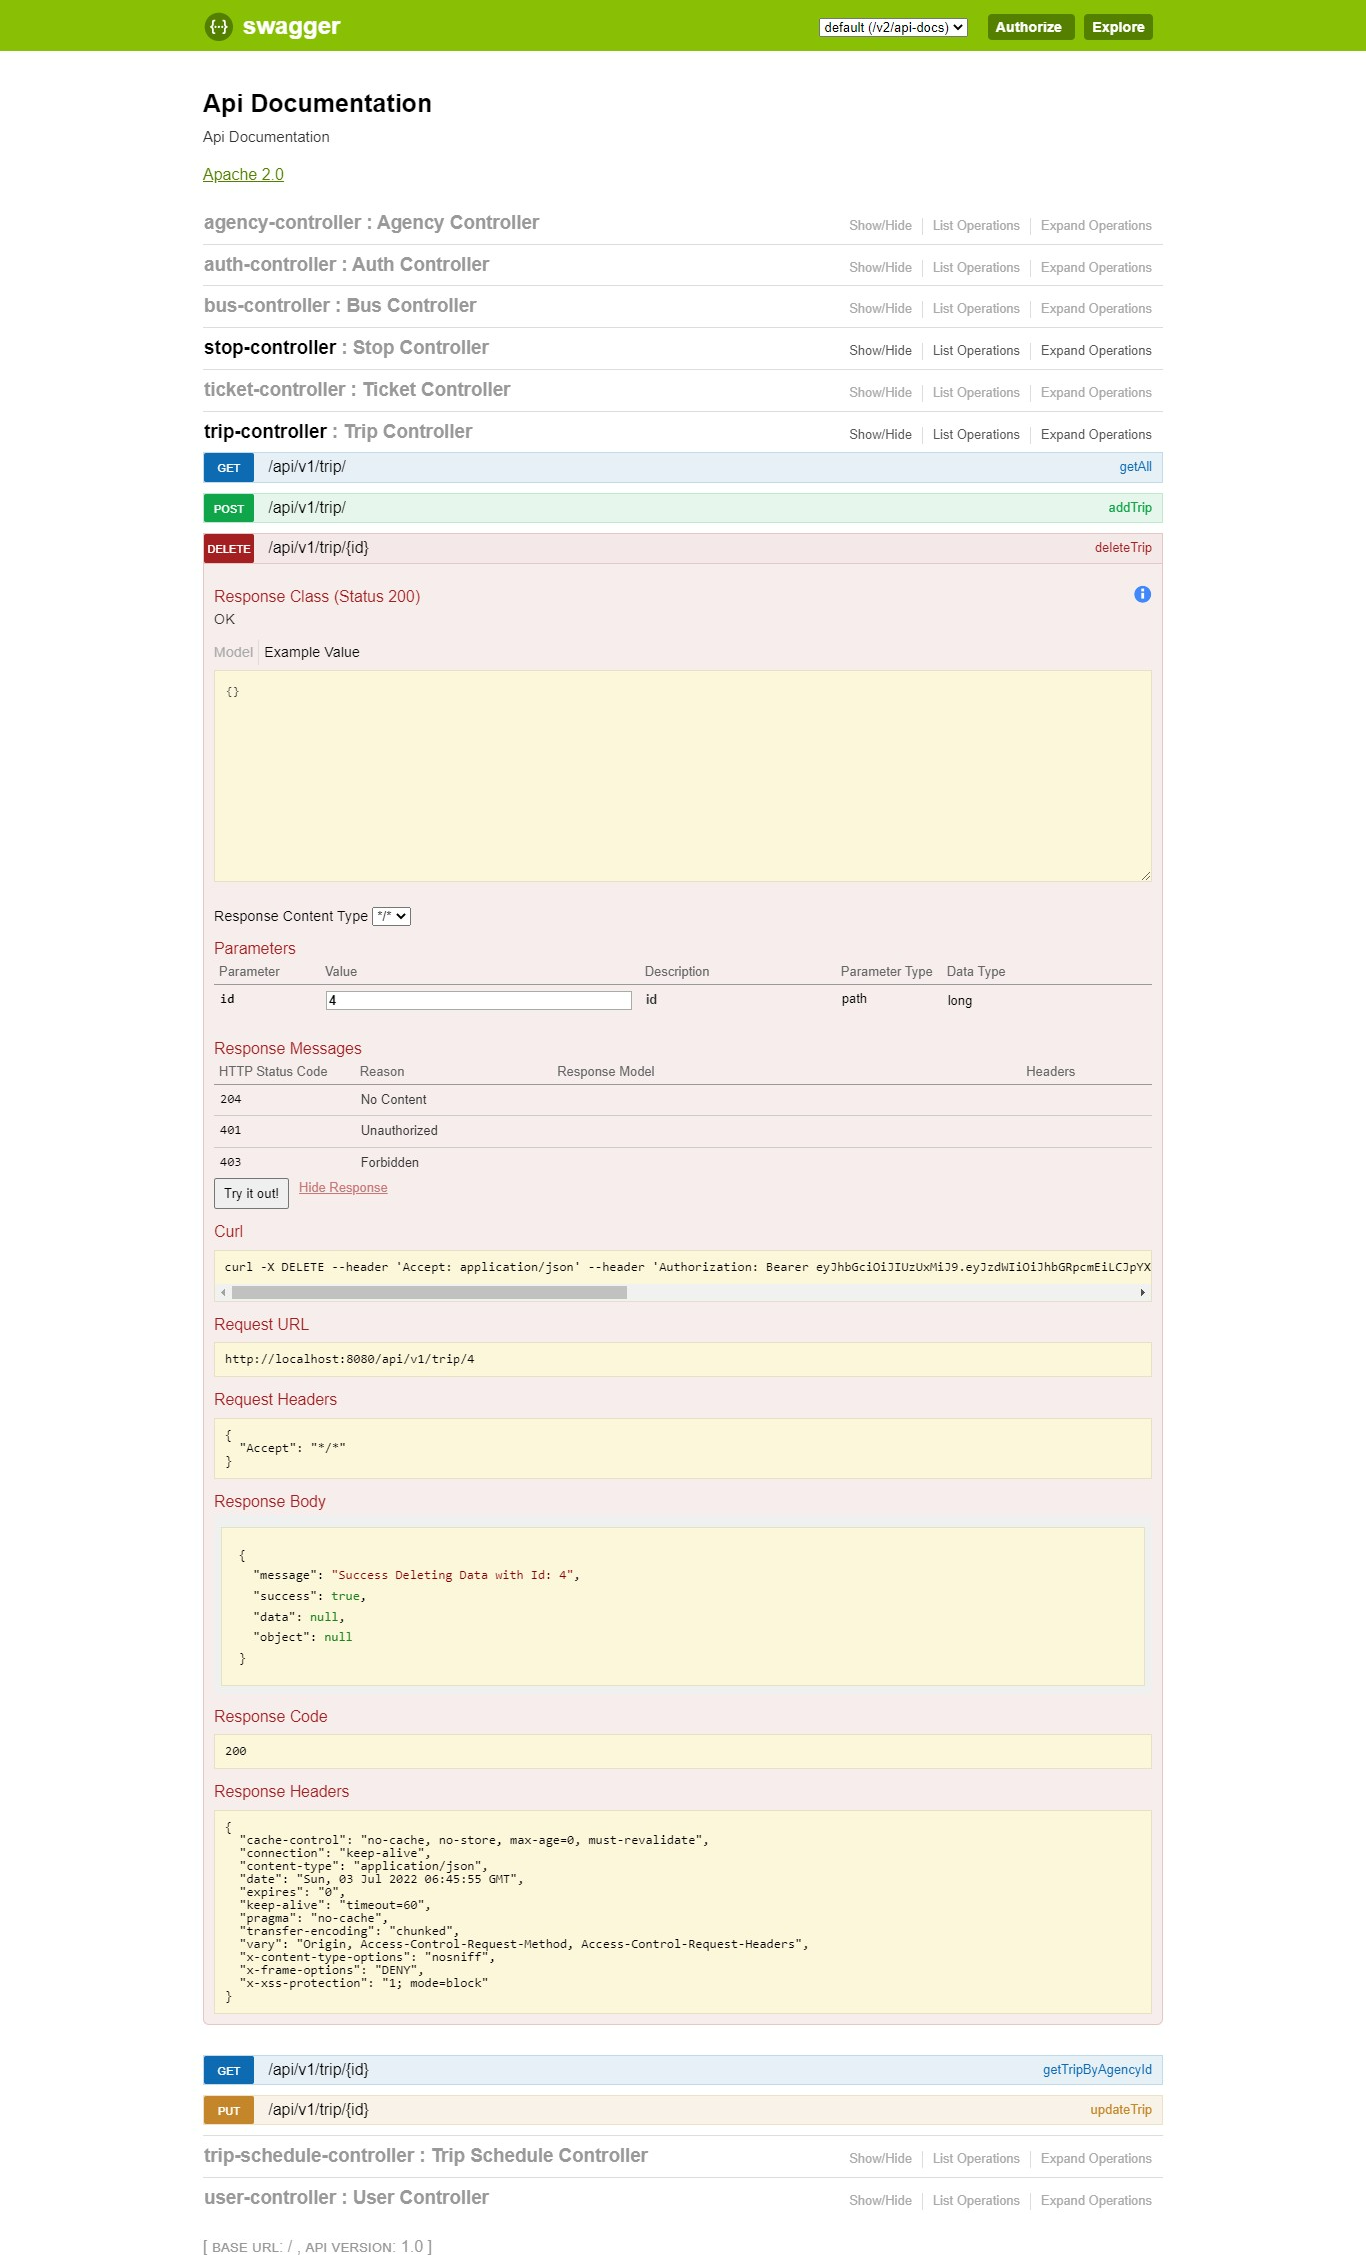 swagger
default (/v2/api-docs)
Authorize
Explore
Api Documentation
Api Documentation
Apache 2.0
agency-controller : Agency Controller Show/Hide List Operations Expand Operations
auth-controller : Auth Controller Show/Hide List Operations Expand Operations
bus-controller : Bus Controller Show/Hide List Operations Expand Operations
stop-controller : Stop Controller Show/Hide List Operations Expand Operations
ticket-controller : Ticket Controller Show/Hide List Operations Expand Operations
trip-controller : Trip Controller Show/Hide List Operations Expand Operations
GET /api/v1/trip/ getAll
POST /api/v1/trip/ addTrip
DELETE /api/v1/trip/{id} deleteTrip
Response Class (Status 200)
OK
Model Example Value
{}
Response Content Type */*
Parameters
Parameter Value Description Parameter Type Data Type
id 4 id path long
Response Messages
HTTP Status Code Reason Response Model Headers
204 No Content
401 Unauthorized
403 Forbidden
Try it out! Hide Response
Curl
curl -X DELETE --header 'Accept: application/json' --header 'Authorization: Bearer eyJhbGciOiJIUzUxMiJ9.eyJzdWIiOiJhbGRpcmEiLCJpYX
Request URL
http://localhost:8080/api/v1/trip/4
Request Headers
{
"Accept": "*/*"
}
Response Body
{
"message": "Success Deleting Data with Id: 4",
"success": true,
"data": null,
"object": null
}
Response Code
200
Response Headers
{
"cache-control": "no-cache, no-store, max-age=0, must-revalidate",
"connection": "keep-alive",
"content-type": "application/json",
"date": "Sun, 03 Jul 2022 06:45:55 GMT",
"expires": "0",
"keep-alive": "timeout=60",
"pragma": "no-cache",
"transfer-encoding": "chunked",
"vary": "Origin, Access-Control-Request-Method, Access-Control-Request-Headers",
"x-content-type-options": "nosniff",
"x-frame-options": "DENY",
"x-xss-protection": "1; mode=block"
}
GET /api/v1/trip/{id} getTripByAgencyId
PUT /api/v1/trip/{id} updateTrip
trip-schedule-controller : Trip Schedule Controller Show/Hide List Operations Expand Operations
user-controller : User Controller Show/Hide List Operations Expand Operations
[ BASE URL: / , API VERSION: 1.0 ]